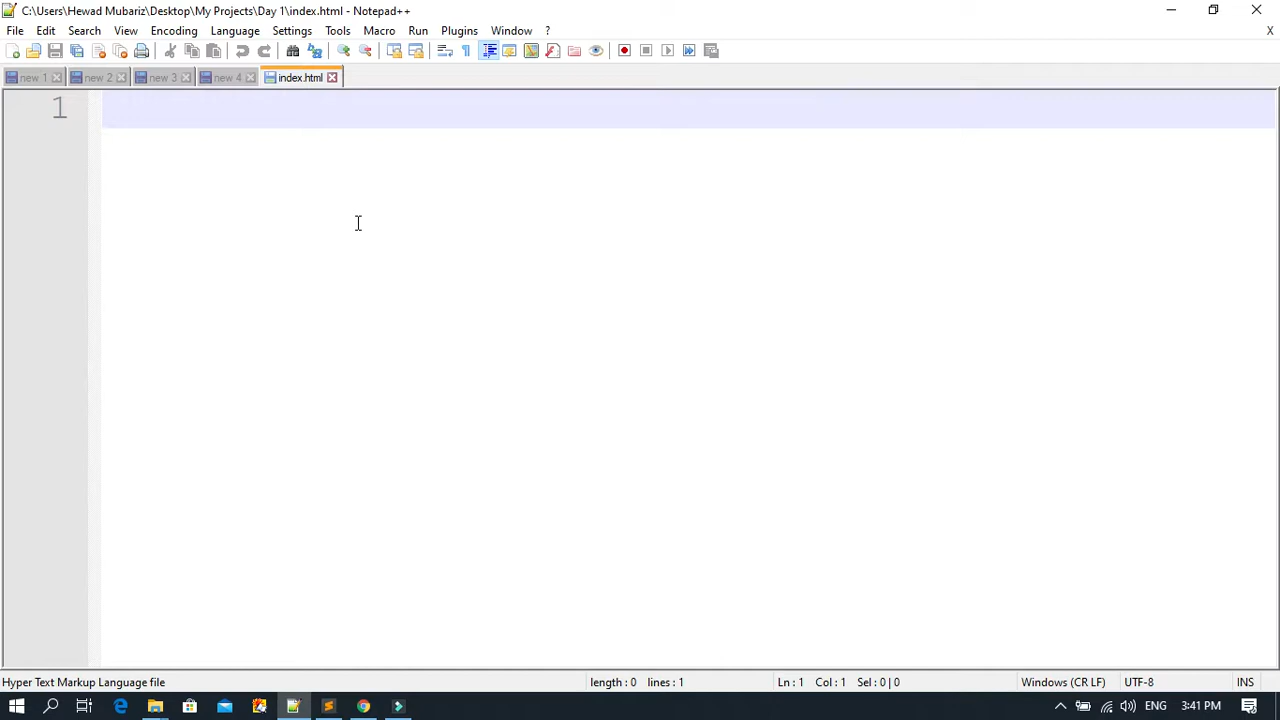 C:\Users\Hewad Mubariz\Desktop\My Projects\Day 1\index.html - Notepad++
File Edit Search View Encoding Language Settings Tools Macro Run Plugins Window ? X
new 1 new 2 new 3 new 4 index.html
1
Hyper Text Markup Language file length : 0 lines : 1 Ln : 1 Col : 1 Sel : 0 | 0 Windows (CR LF) UTF-8 INS
ENG 3:41 PM